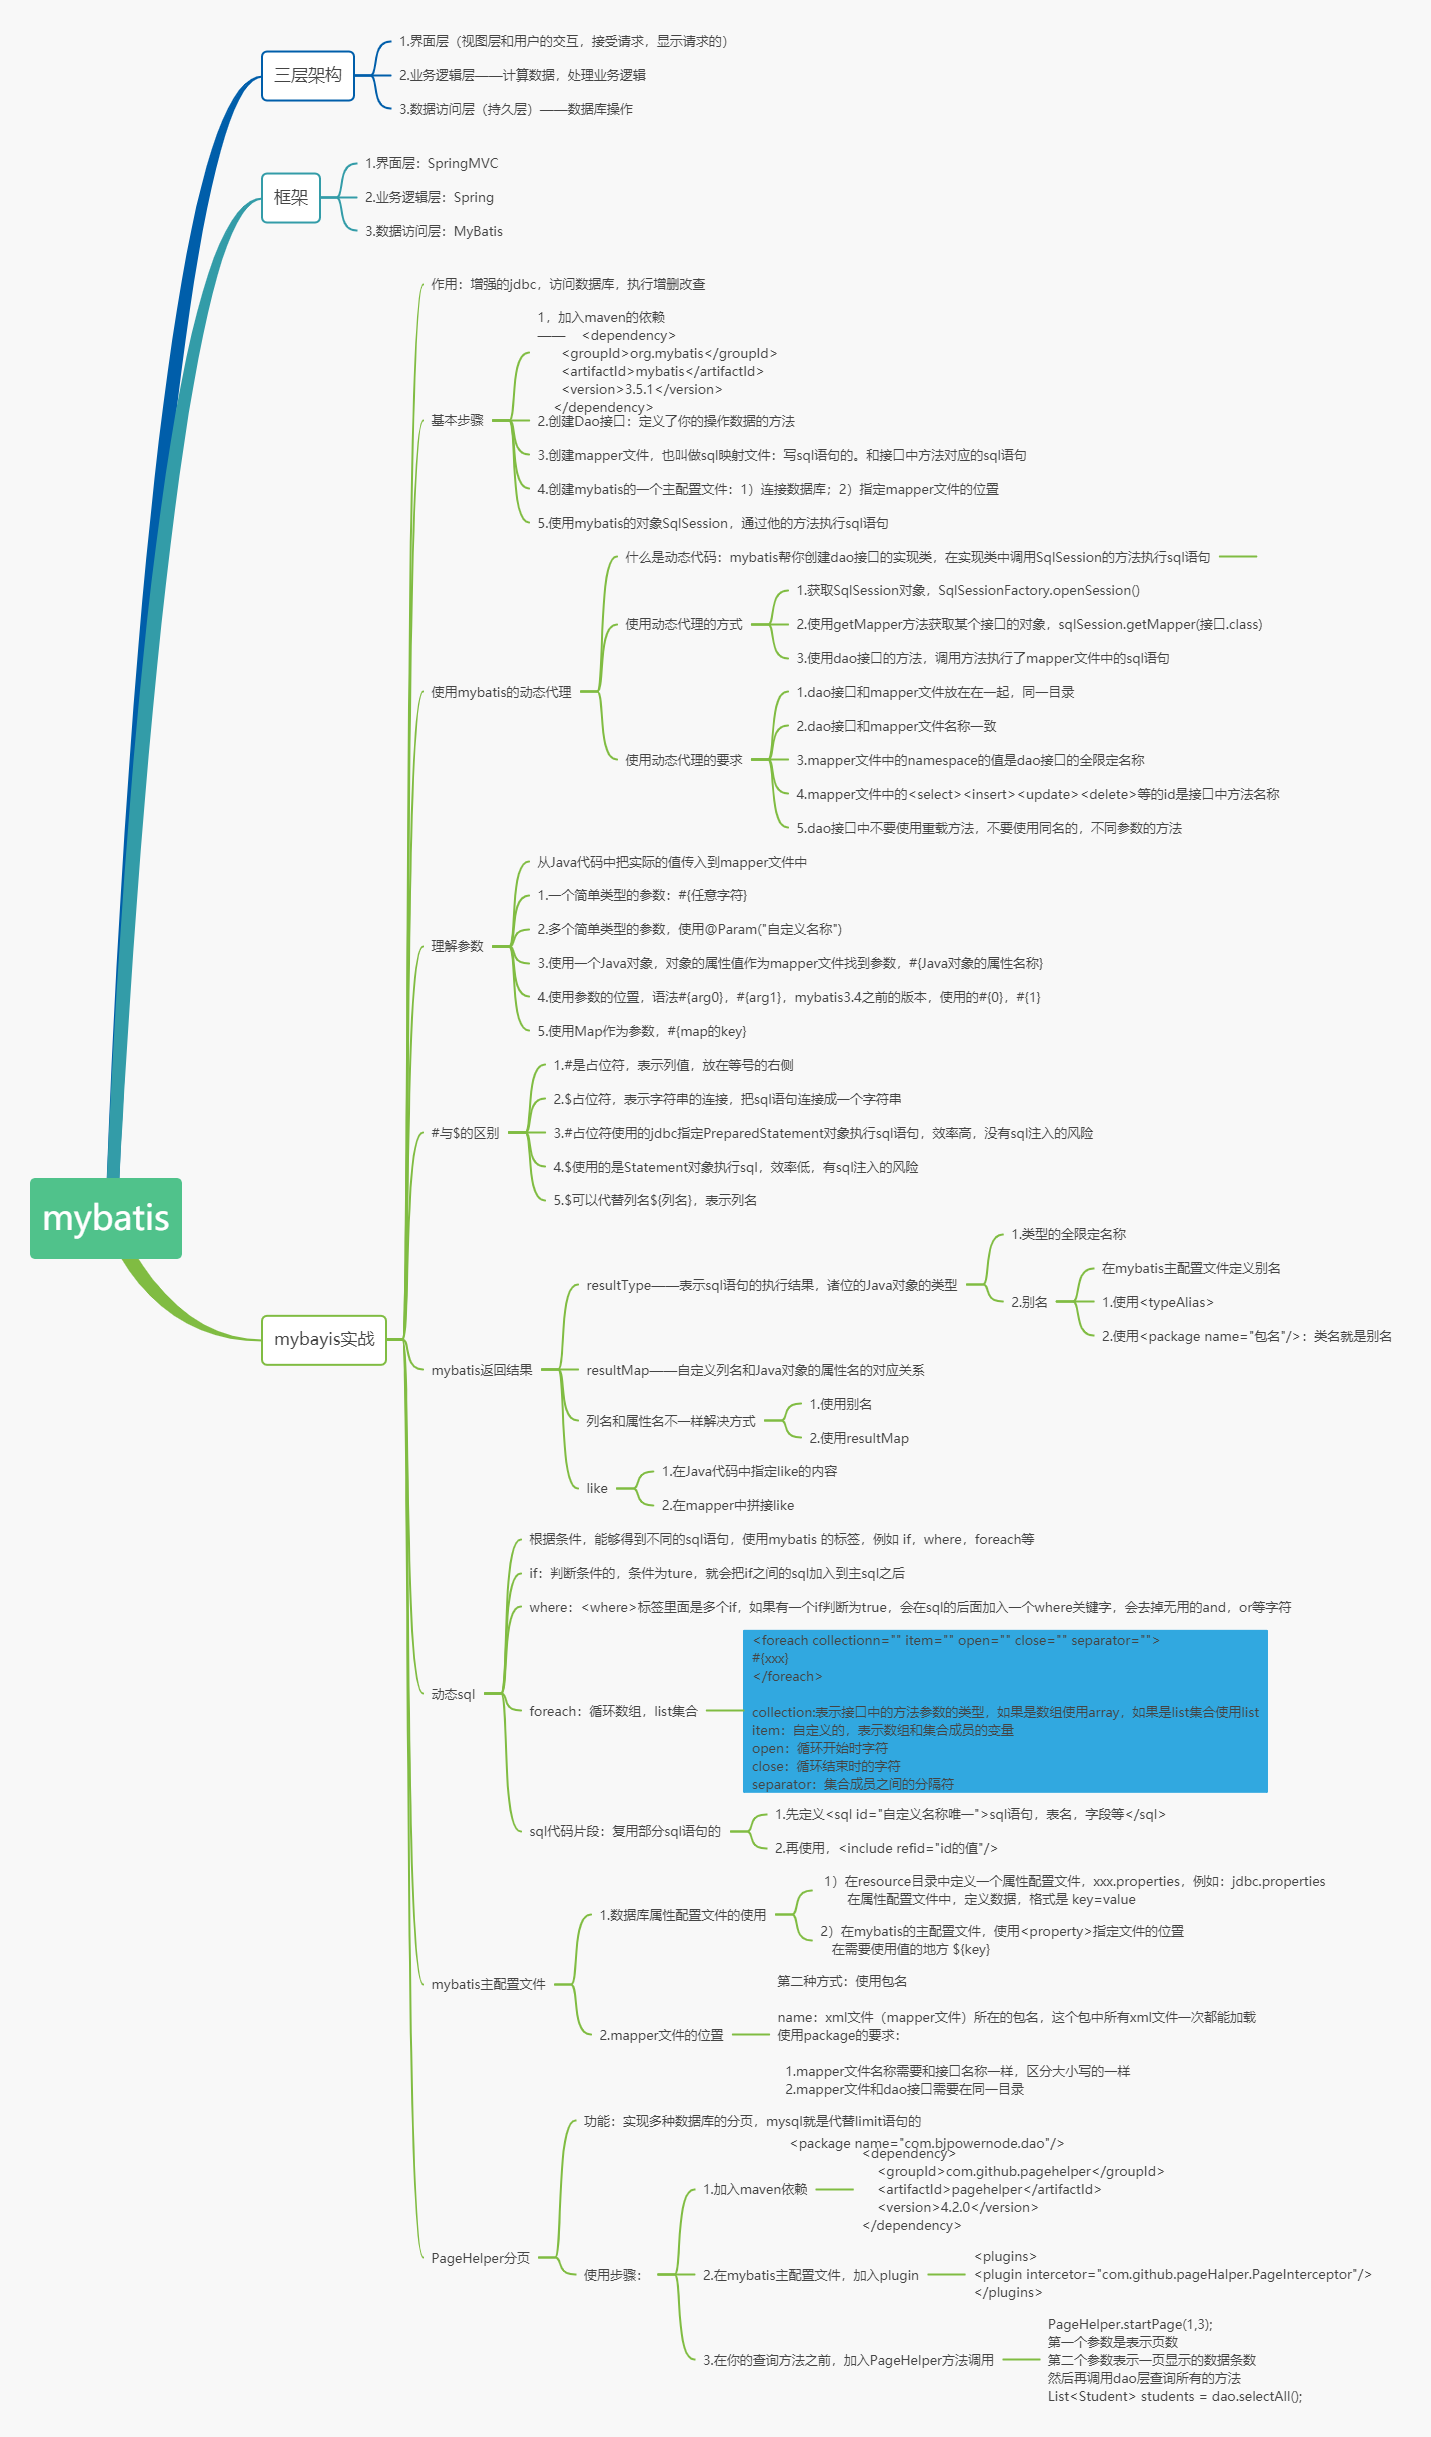 三层架构
1.界面层（视图层和用户的交互，接受请求，显示请求的）
2.业务逻辑层——计算数据，处理业务逻辑
3.数据访问层（持久层）——数据库操作
框架
1.界面层：SpringMVC
2.业务逻辑层：Spring
3.数据访问层：MyBatis
mybatis
mybayis实战
作用：增强的jdbc，访问数据库，执行增删改查
基本步骤
1，加入maven的依赖
—— <dependency>
<groupId>org.mybatis</groupId>
<artifactId>mybatis</artifactId>
<version>3.5.1</version>
</dependency>
2.创建Dao接口：定义了你的操作数据的方法
3.创建mapper文件，也叫做sql映射文件：写sql语句的。和接口中方法对应的sql语句
4.创建mybatis的一个主配置文件：1）连接数据库；2）指定mapper文件的位置
5.使用mybatis的对象SqlSession，通过他的方法执行sql语句
使用mybatis的动态代理
什么是动态代码：mybatis帮你创建dao接口的实现类，在实现类中调用SqlSession的方法执行sql语句
使用动态代理的方式
1.获取SqlSession对象，SqlSessionFactory.openSession()
2.使用getMapper方法获取某个接口的对象，sqlSession.getMapper(接口.class)
3.使用dao接口的方法，调用方法执行了mapper文件中的sql语句
使用动态代理的要求
1.dao接口和mapper文件放在在一起，同一目录
2.dao接口和mapper文件名称一致
3.mapper文件中的namespace的值是dao接口的全限定名称
4.mapper文件中的<select><insert><update><delete>等的id是接口中方法名称
5.dao接口中不要使用重载方法，不要使用同名的，不同参数的方法
理解参数
从Java代码中把实际的值传入到mapper文件中
1.一个简单类型的参数：#{任意字符}
2.多个简单类型的参数，使用@Param("自定义名称")
3.使用一个Java对象，对象的属性值作为mapper文件找到参数，#{Java对象的属性名称}
4.使用参数的位置，语法#{arg0}，#{arg1}，mybatis3.4之前的版本，使用的#{0}，#{1}
5.使用Map作为参数，#{map的key}
#与$的区别
1.#是占位符，表示列值，放在等号的右侧
2.$占位符，表示字符串的连接，把sql语句连接成一个字符串
3.#占位符使用的jdbc指定PreparedStatement对象执行sql语句，效率高，没有sql注入的风险
4.$使用的是Statement对象执行sql，效率低，有sql注入的风险
5.$可以代替列名${列名}，表示列名
mybatis返回结果
resultType——表示sql语句的执行结果，诸位的Java对象的类型
1.类型的全限定名称
2.别名
在mybatis主配置文件定义别名
1.使用<typeAlias>
2.使用<package name="包名"/>：类名就是别名
resultMap——自定义列名和Java对象的属性名的对应关系
列名和属性名不一样解决方式
1.使用别名
2.使用resultMap
like
1.在Java代码中指定like的内容
2.在mapper中拼接like
动态sql
根据条件，能够得到不同的sql语句，使用mybatis 的标签，例如 if，where，foreach等
if：判断条件的，条件为ture，就会把if之间的sql加入到主sql之后
where：<where>标签里面是多个if，如果有一个if判断为true，会在sql的后面加入一个where关键字，会去掉无用的and，or等字符
foreach：循环数组，list集合
<foreach collectionn="" item="" open="" close="" separator="">
#{xxx}
</foreach>
collection:表示接口中的方法参数的类型，如果是数组使用array，如果是list集合使用list
item：自定义的，表示数组和集合成员的变量
open：循环开始时字符
close：循环结束时的字符
separator：集合成员之间的分隔符
sql代码片段：复用部分sql语句的
1.先定义<sql id="自定义名称唯一">sql语句，表名，字段等</sql>
2.再使用，<include refid="id的值"/>
mybatis主配置文件
1.数据库属性配置文件的使用
1）在resource目录中定义一个属性配置文件，xxx.properties，例如：jdbc.properties
在属性配置文件中，定义数据，格式是 key=value
2）在mybatis的主配置文件，使用<property>指定文件的位置
在需要使用值的地方 ${key}
2.mapper文件的位置
第二种方式：使用包名
name：xml文件（mapper文件）所在的包名，这个包中所有xml文件一次都能加载
使用package的要求：
1.mapper文件名称需要和接口名称一样，区分大小写的一样
2.mapper文件和dao接口需要在同一目录
<package name="com.bjpowernode.dao"/>
PageHelper分页
功能：实现多种数据库的分页，mysql就是代替limit语句的
使用步骤：
1.加入maven依赖
<dependency>
<groupId>com.github.pagehelper</groupId>
<artifactId>pagehelper</artifactId>
<version>4.2.0</version>
</dependency>
2.在mybatis主配置文件，加入plugin
<plugins>
<plugin intercetor="com.github.pageHalper.PageInterceptor"/>
</plugins>
3.在你的查询方法之前，加入PageHelper方法调用
PageHelper.startPage(1,3);
第一个参数是表示页数
第二个参数表示一页显示的数据条数
然后再调用dao层查询所有的方法
List<Student> students = dao.selectAll();